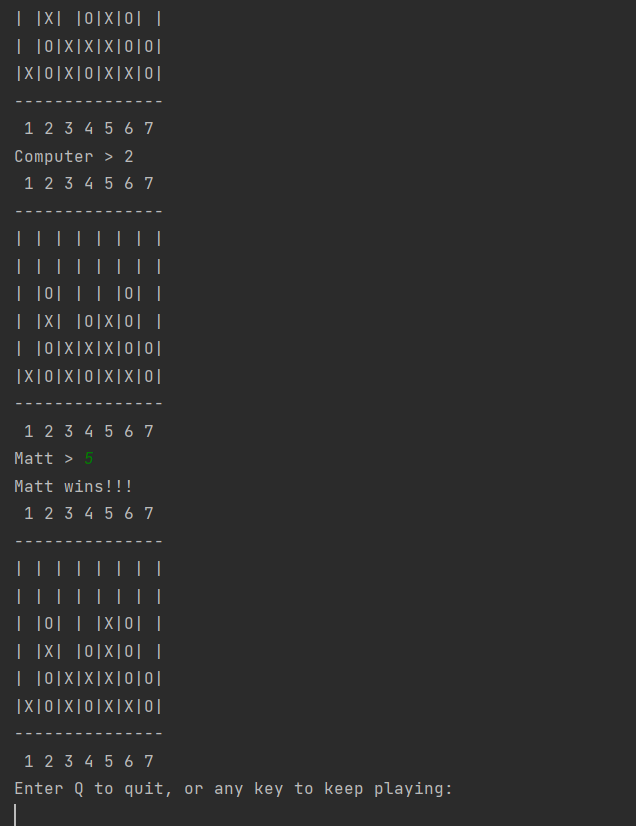 | |X| |O|X|O| |
| |O|X|X|X|O|O|
|X|O|X|O|X|X|O|
---------------
 1 2 3 4 5 6 7
Computer > 2
 1 2 3 4 5 6 7
---------------
| | | | | | | |
| | | | | | | |
| |O| | | |O| |
| |X| |O|X|O| |
| |O|X|X|X|O|O|
|X|O|X|O|X|X|O|
---------------
 1 2 3 4 5 6 7
Matt > 5
Matt wins!!!
 1 2 3 4 5 6 7
---------------
| | | | | | | |
| | | | | | | |
| |O| | |X|O| |
| |X| |O|X|O| |
| |O|X|X|X|O|O|
|X|O|X|O|X|X|O|
---------------
 1 2 3 4 5 6 7
Enter Q to quit, or any key to keep playing: